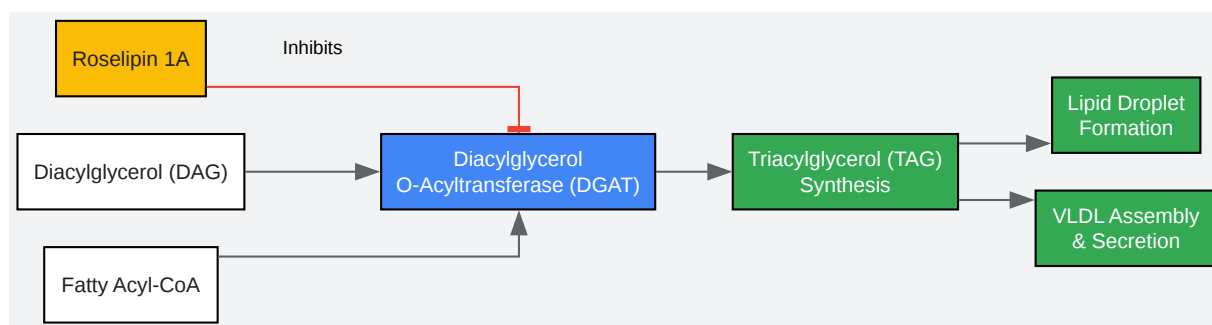 Roselipin 1A
Inhibits
Diacylglycerol (DAG)
Diacylglycerol
O-Acyltransferase (DGAT)
Triacylglycerol (TAG)
Synthesis
Lipid Droplet
Formation
VLDL Assembly
& Secretion
Fatty Acyl-CoA